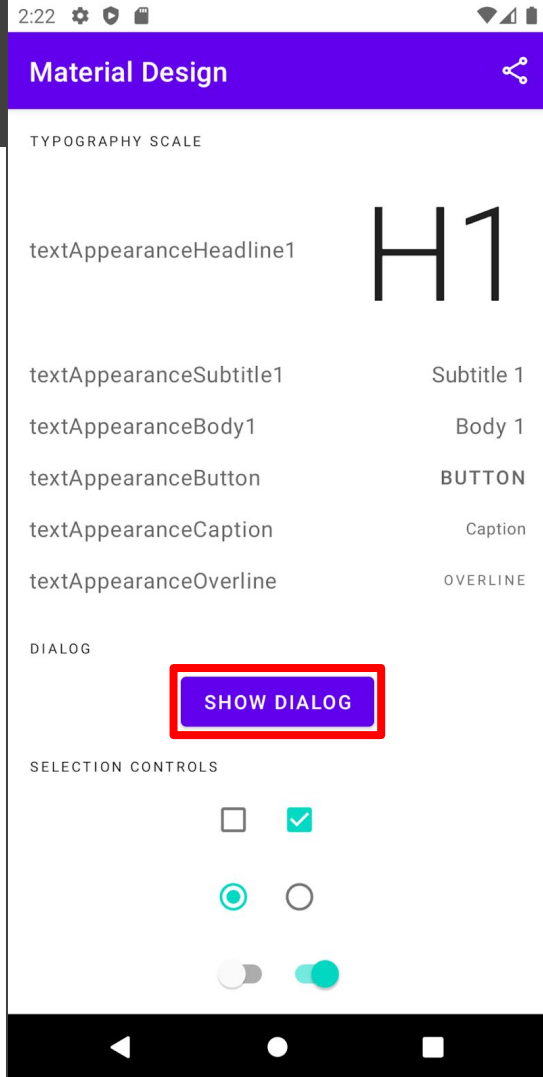 2:22
Material Design
TYPOGRAPHY SCALE
textAppearanceHeadline1 H1
textAppearanceSubtitle1 Subtitle 1
textAppearanceBody1 Body 1
textAppearanceButton BUTTON
textAppearanceCaption Caption
textAppearanceOverline OVERLINE
DIALOG
SHOW DIALOG
SELECTION CONTROLS